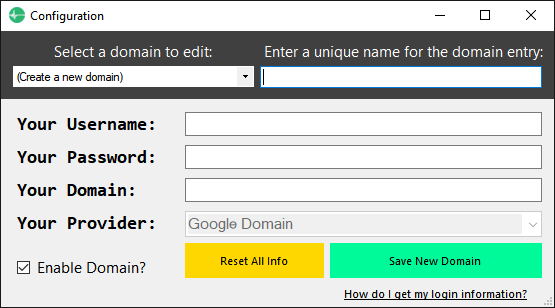 Configuration
Select a domain to edit:
Enter a unique name for the domain entry:
(Create a new domain)
Your Username:
Your Password:
Your Domain:
Your Provider:
Google Domain
Enable Domain?
Reset All Info
Save New Domain
How do I get my login information?